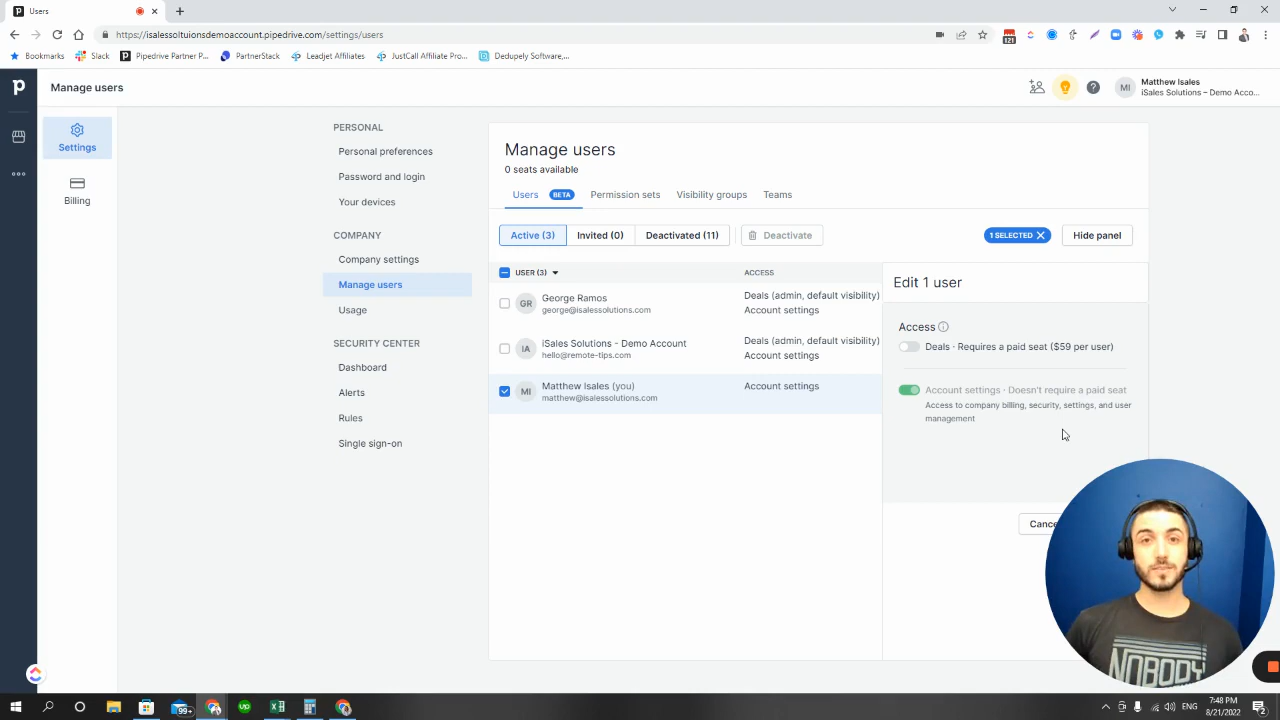 Users
https://isalessoltuionsdemoaccount.pipedrive.com/settings/users
121
Bookmarks
Slack
Pipedrive Partner P...
PartnerStack
Leadjet Affiliates
JustCall Affiliate Pro...
Dedupely Software,...
Manage users
MI
Matthew Isales
iSales Solutions – Demo Acco...
Settings
Billing
PERSONAL
Personal preferences
Password and login
Your devices
COMPANY
Company settings
Manage users
Usage
SECURITY CENTER
Dashboard
Alerts
Rules
Single sign-on
Manage users
0 seats available
Users BETA
Permission sets
Visibility groups
Teams
Active (3)
Invited (0)
Deactivated (11)
Deactivate
1 SELECTED
Hide panel
USER (3)
ACCESS
GR
George Ramos
george@isalessolutions.com
Deals (admin, default visibility)
Account settings
IA
iSales Solutions - Demo Account
hello@remote-tips.com
Deals (admin, default visibility)
Account settings
MI
Matthew Isales (you)
matthew@isalessolutions.com
Account settings
Edit 1 user
Access
Deals · Requires a paid seat ($59 per user)
Account settings · Doesn't require a paid seat
Access to company billing, security, settings, and user
management
Cance
NOBODY
99+
up
ENG
7:48 PM
8/21/2022
2